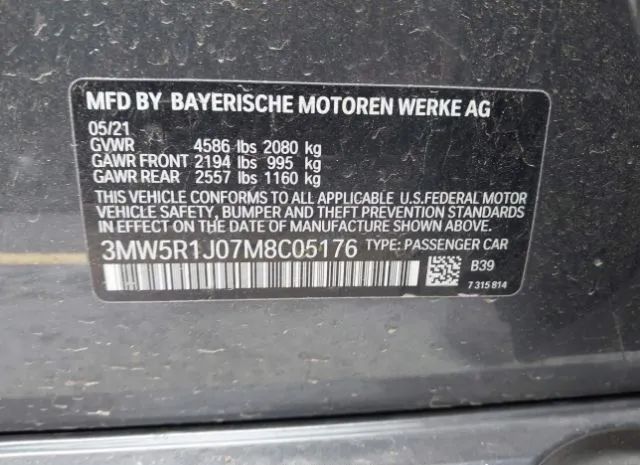 MFD BY BAYERISCHE MOTOREN WERKE AG
05/21
GVWR 4586 lbs 2080 kg
GAWR FRONT 2194 lbs 995 kg
GAWR REAR 2557 lbs 1160 kg
THIS VEHICLE CONFORMS TO ALL APPLICABLE U.S.FEDERAL MOTOR
VEHICLE SAFETY, BUMPER AND THEFT PREVENTION STANDARDS
IN EFFECT ON THE DATE OF MANUFACTURE SHOWN ABOVE.
3MW5R1J07M8C05176 TYPE: PASSENGER CAR
B39
7 315 814